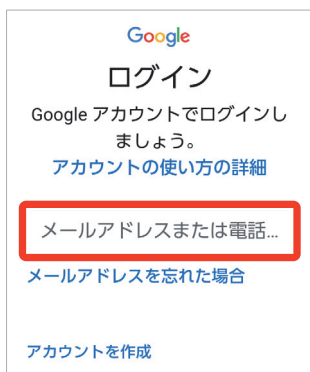 Google
ログイン
Google アカウントでログインし
ましょう。
アカウントの使い方の詳細
メールアドレスまたは電話...
メールアドレスを忘れた場合
アカウントを作成